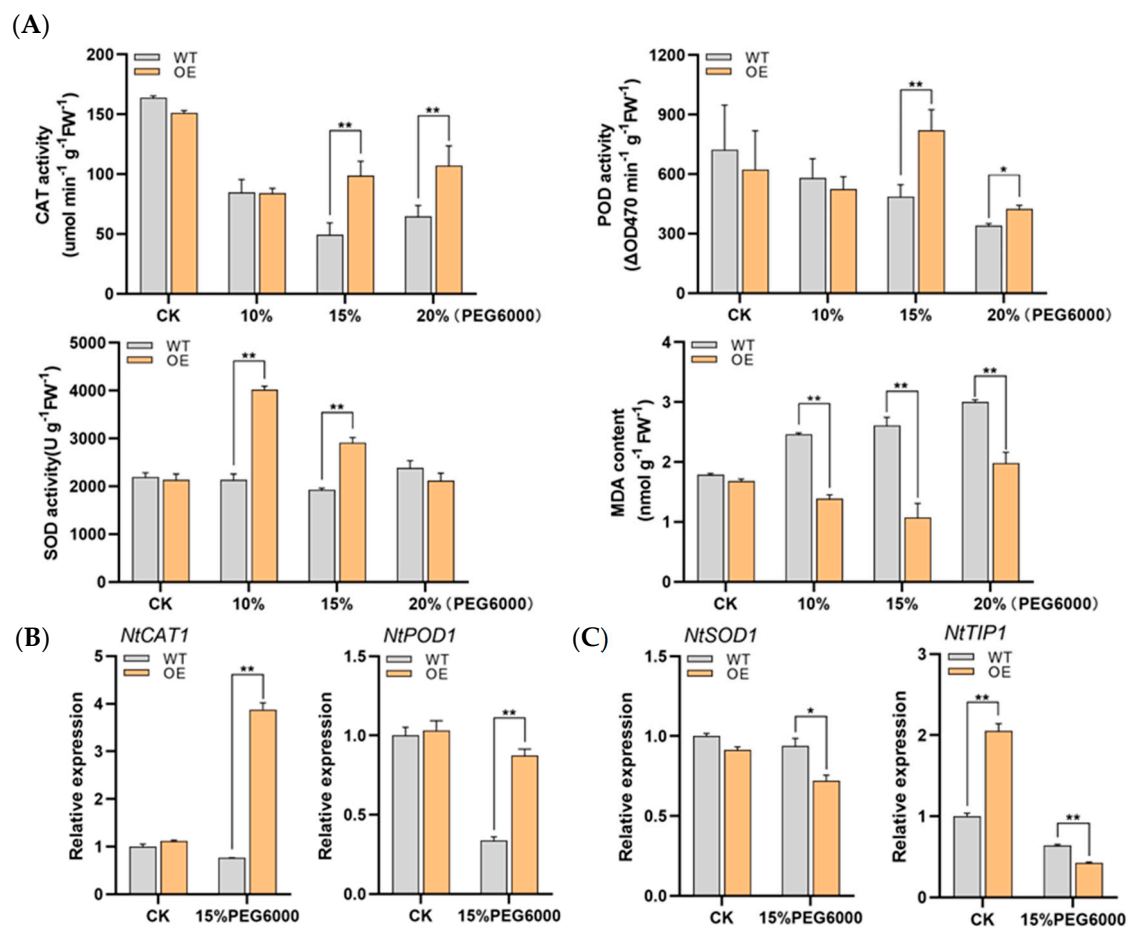 (A)
WT
OE
CAT activity
(umol min-1 g-1FW-1)
200
150
100
50
0
**
**
CK
10%
15%
20%（PEG6000）
WT
OE
POD activity
(ΔOD470 min-1 g-1FW-1)
1200
900
600
300
0
**
*
CK
10%
15%
20%（PEG6000）
WT
OE
SOD activity(U g-1FW-1)
5000
4000
3000
2000
1000
0
**
**
CK
10%
15%
20%（PEG6000）
WT
OE
MDA content
(nmol g-1 FW-1)
4
3
2
1
0
**
**
**
CK
10%
15%
20%（PEG6000）
(B)
NtCAT1
WT
OE
Relative expression
5
4
3
2
1
0
**
CK
15%PEG6000
NtPOD1
WT
OE
Relative expression
1.5
1.0
0.5
0.0
**
CK
15%PEG6000
(C)
NtSOD1
WT
OE
Relative expression
1.5
1.0
0.5
0.0
*
CK
15%PEG6000
NtTIP1
WT
OE
Relative expression
3
2
1
0
**
**
CK
15%PEG6000